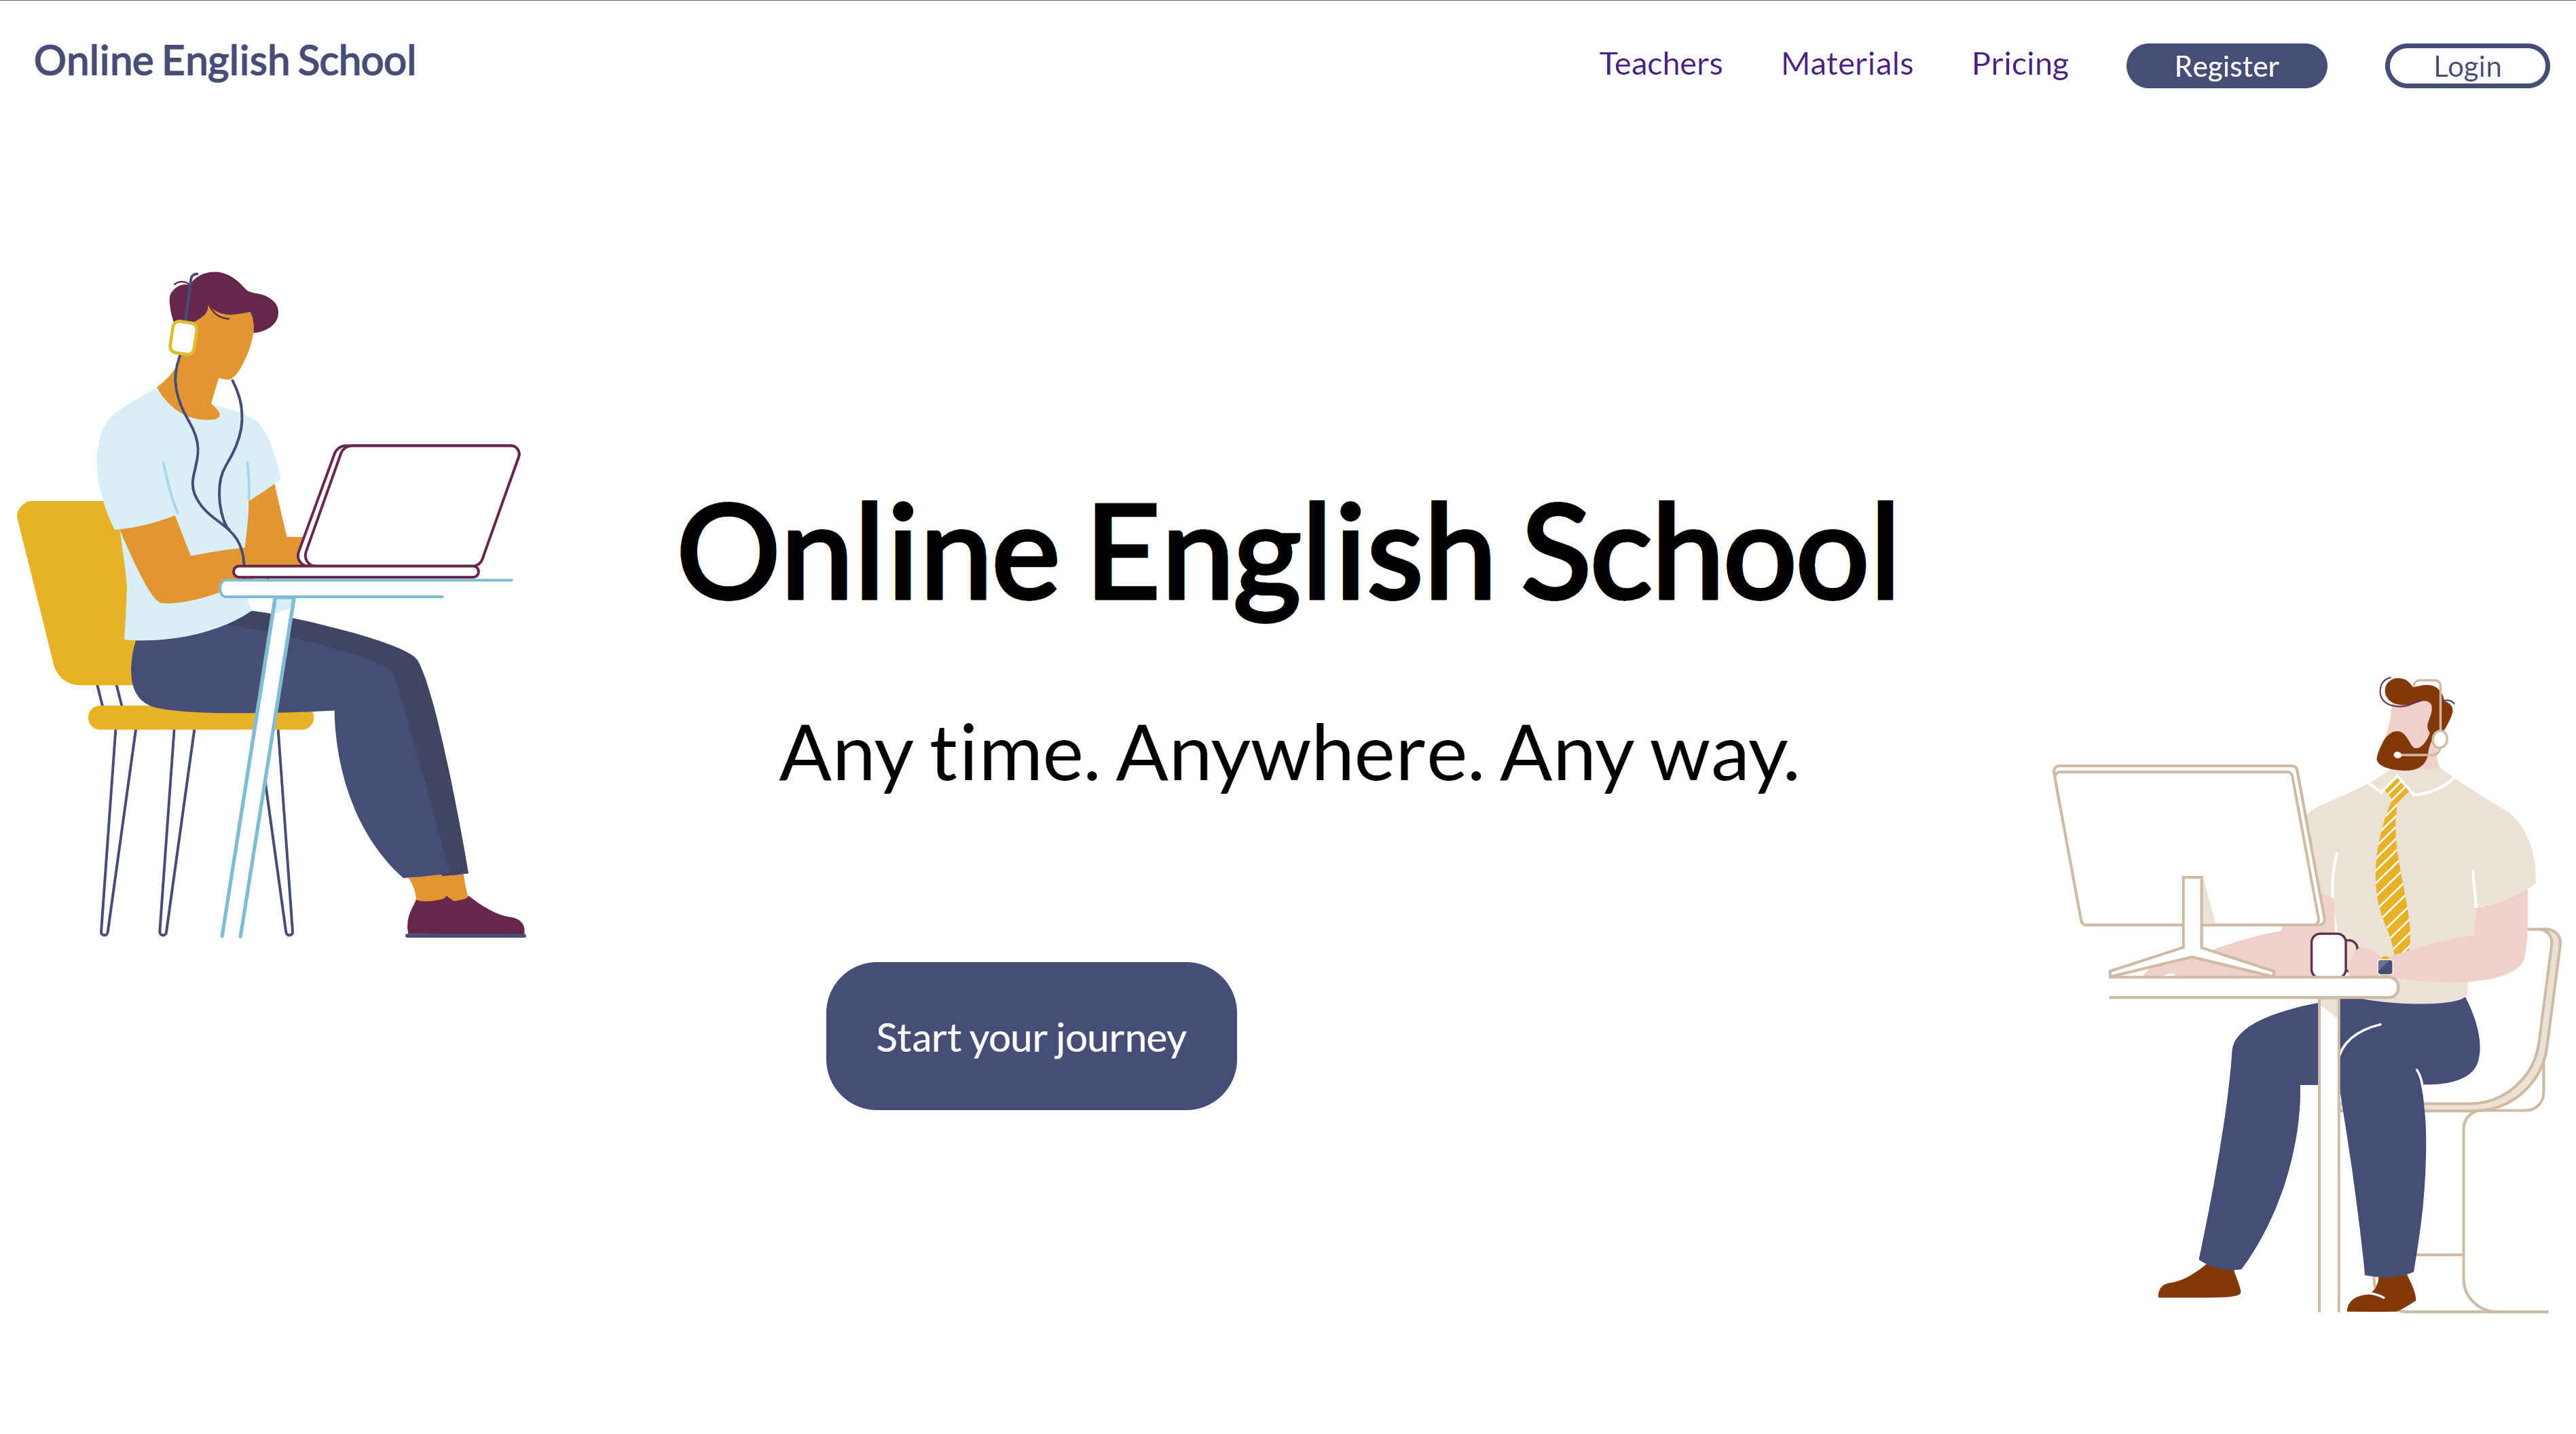 Online English School
Teachers Materials Pricing Register Login
Online English School
Any time. Anywhere. Any way.
Start your journey